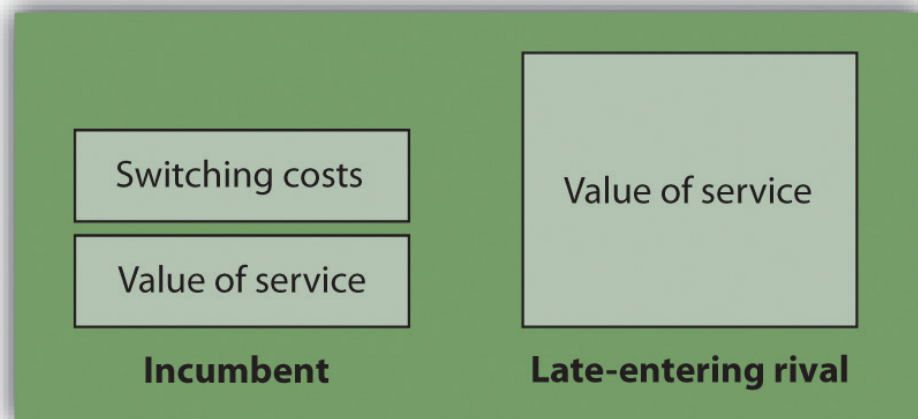 Switching costs
Value of service
Incumbent
Value of service
Late-entering rival